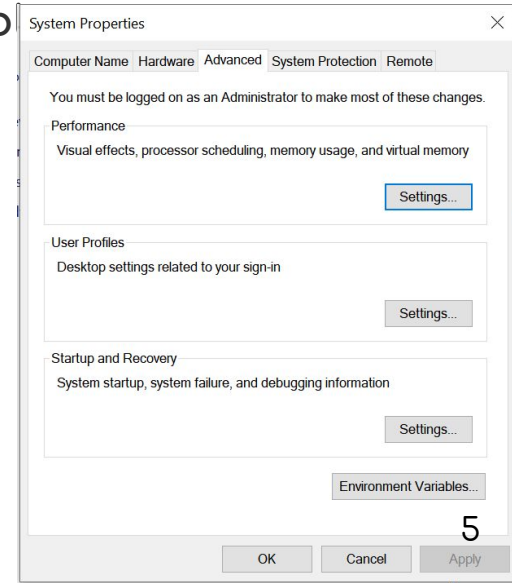 System Properties
Computer Name Hardware Advanced System Protection Remote
You must be logged on as an Administrator to make most of these changes.
Performance
Visual effects, processor scheduling, memory usage, and virtual memory
Settings...
User Profiles
Desktop settings related to your sign-in
Settings...
Startup and Recovery
System startup, system failure, and debugging information
Settings...
Environment Variables...
5
OK Cancel Apply